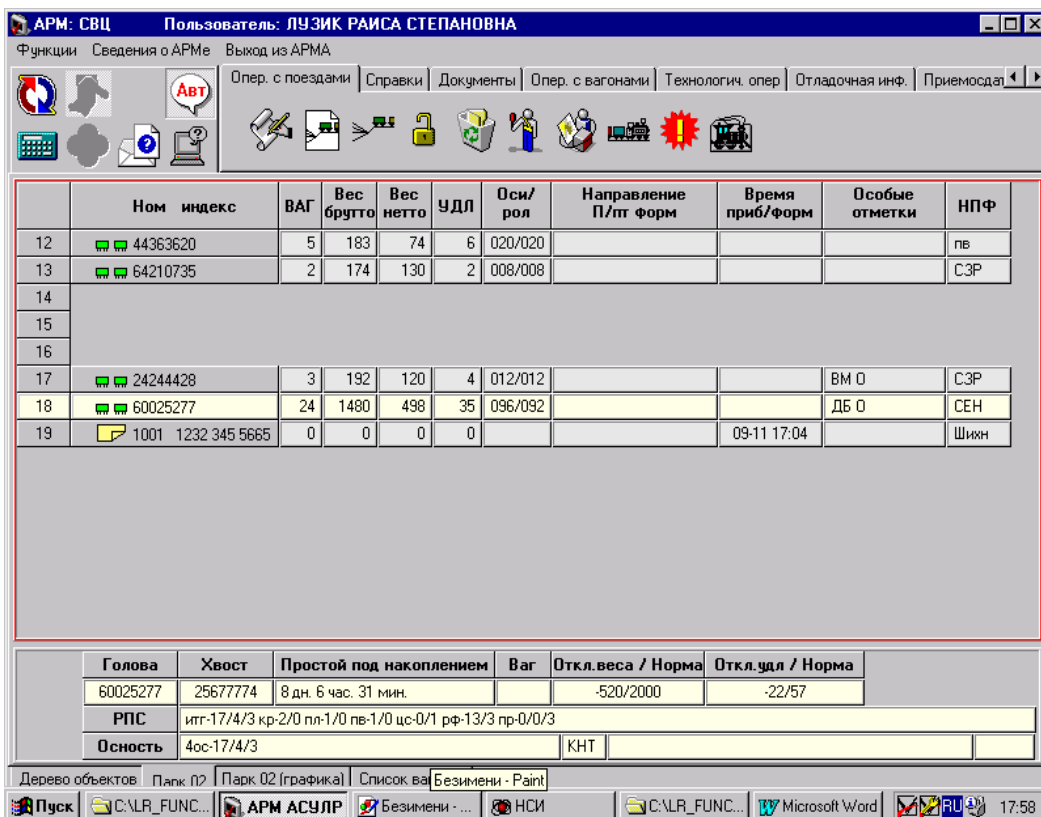 АРМ: СВЦ Пользователь: ЛУЗИК РАИСА СТЕПАНОВНА
Функции Сведения о АРМе Выход из АРМА
Авт
Опер. с поездами Справки Документы Опер. с вагонами Технологич. опер Отладочная инф. Приемосдат
Ном индекс ВАГ Вес брутто Вес нетто УДЛ Оси/рол Направление П/пт форм Время приб/форм Особые отметки НПФ
12 44363620 5 183 74 6 020/020 пв
13 64210735 2 174 130 2 008/008 СЗР
14
15
16
17 24244428 3 192 120 4 012/012 ВМ О СЗР
18 60025277 24 1480 498 35 096/092 ДБ О СЕН
19 1001 1232 345 5665 0 0 0 0 09-11 17:04 Шихн
Голова Хвост Простой под накоплением Ваг Откл.веса / Норма Откл.удл / Норма
60025277 25677774 8 дн. 6 час. 31 мин. -520/2000 -22/57
РПС итг-17/4/3 кр-2/0 пл-1/0 пв-1/0 цс-0/1 рф-13/3 пр-0/0/3
Осность 4ос-17/4/3 КНТ
Дерево объектов Парк 02 Парк 02 (графика) Список ва Безимени - Paint
Пуск C:\LR_FUNC... АРМ АСУЛР Безимени - ... НСИ C:\LR_FUNC... Microsoft Word RU 17:58